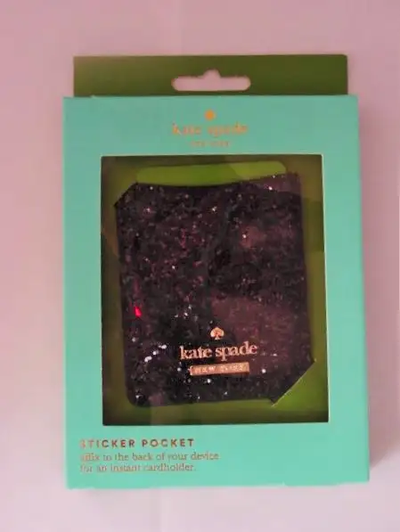 kate spade
NEW YORK
kate spade
NEW YORK
STICKER POCKET
affix to the back of your device
for an instant cardholder.